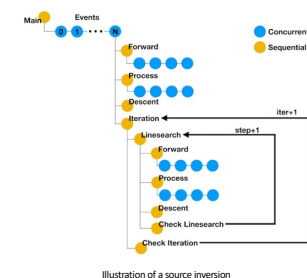 Main
Events
0 1 ... N
Concurrent
Sequential
Forward
Process
Descent
Iteration
iter+1
Linesearch
step+1
Forward
Process
Descent
Check Linesearch
Check Iteration
Illustration of a source inversion